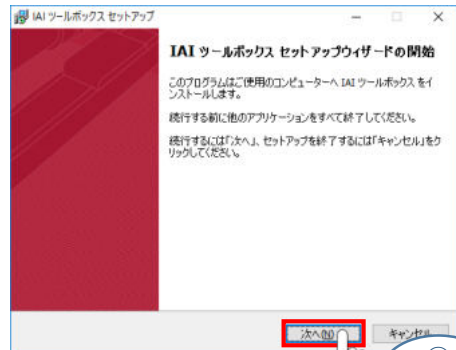 IAI ツールボックス セットアップ
IAI ツールボックス セットアップウィザードの開始
このプログラムはご使用のコンピューターへ IAI ツールボックス をイ
ンストールします。
続行する前に他のアプリケーションをすべて終了してください。
続行するには「次へ」、セットアップを終了するには「キャンセル」をク
リックしてください。
次へ(N)
キャンセル